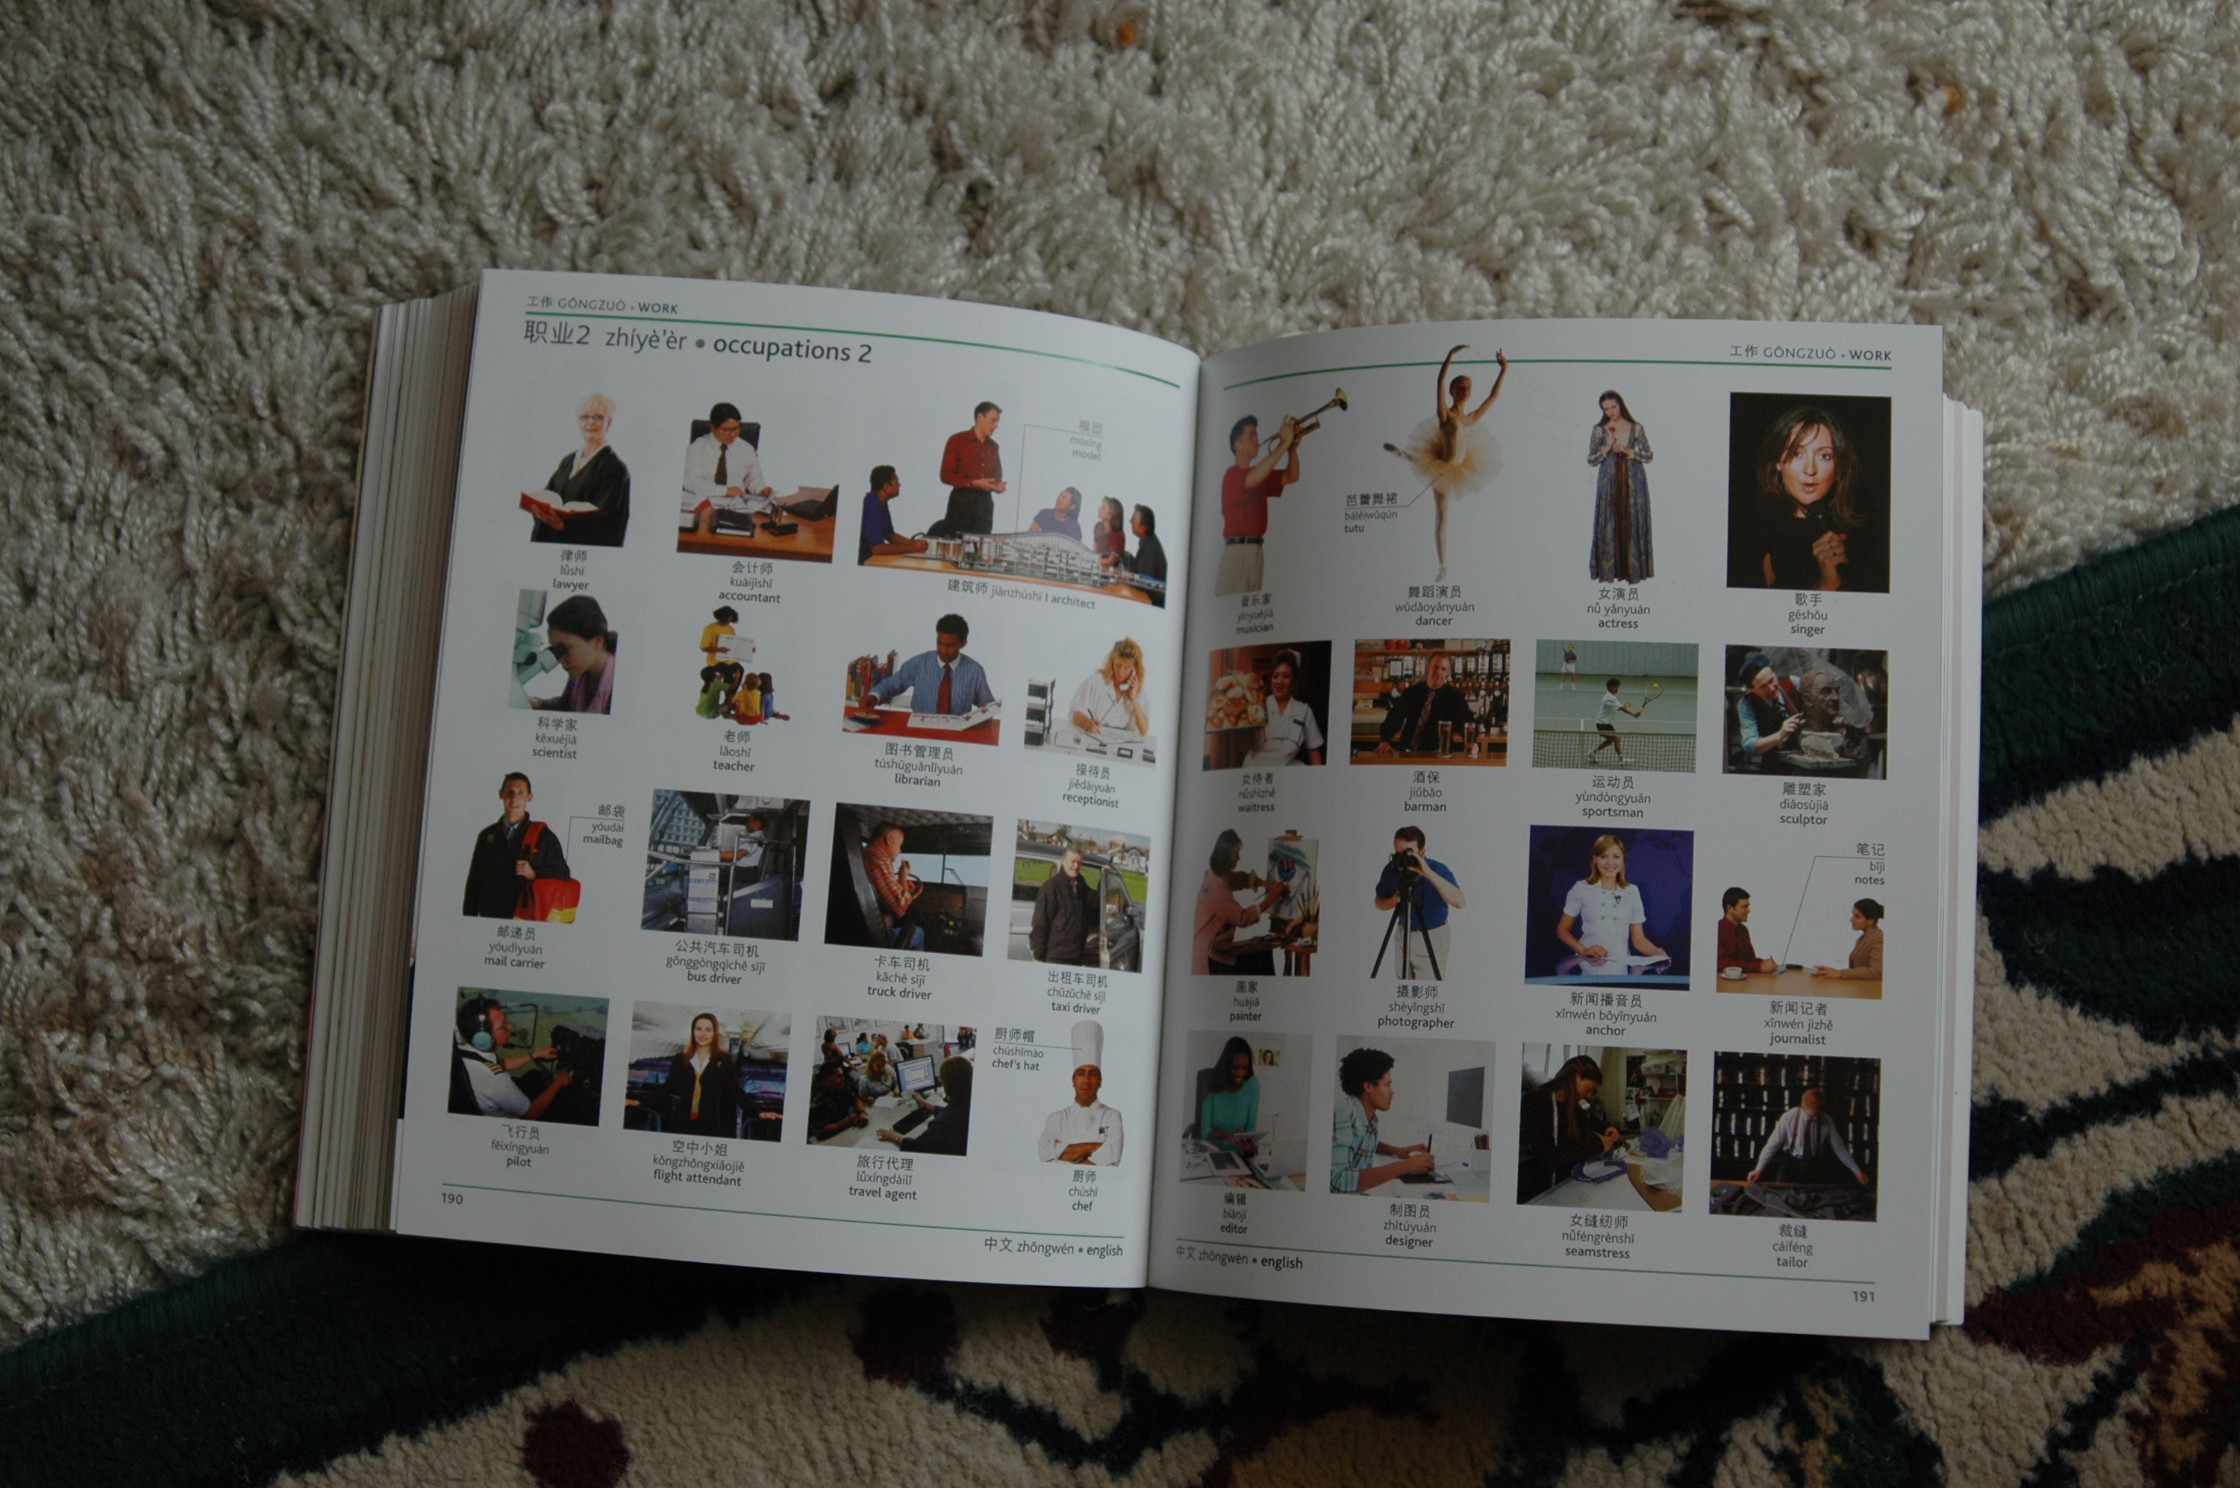 工作 GŌNGZUÒ • WORK
职业2 zhíyè'èr • occupations 2
律师
lǜshī
lawyer
会计师
kuàijìshī
accountant
模型
móxíng
model
建筑师 jiànzhúshī I architect
科学家
kēxuéjiā
scientist
老师
lǎoshī
teacher
图书管理员
túshūguǎnlǐyuán
librarian
接待员
jiēdàiyuán
receptionist
邮袋
yóudài
mailbag
邮递员
yóudìyuán
mail carrier
公共汽车司机
gōnggòngqìchē sījī
bus driver
卡车司机
kǎchē sījī
truck driver
出租车司机
chūzūchē sījī
taxi driver
飞行员
fēixíngyuán
pilot
空中小姐
kōngzhōngxiǎojiě
flight attendant
旅行代理
lǚxíngdàilǐ
travel agent
厨师帽
chúshīmào
chef's hat
厨师
chúshī
chef
190
中文 zhōngwén • english
工作 GŌNGZUÒ • WORK
音乐家
yīnyuèjiā
musician
芭蕾舞裙
bālěiwǔqún
tutu
舞蹈演员
wǔdǎoyǎnyuán
dancer
女演员
nǚ yǎnyuán
actress
歌手
gēshǒu
singer
女侍者
nǚshìzhě
waitress
酒保
jiǔbǎo
barman
运动员
yùndòngyuán
sportsman
雕塑家
diāosùjiā
sculptor
笔记
bǐjì
notes
画家
huàjiā
painter
摄影师
shèyǐngshī
photographer
新闻播音员
xīnwén bōyīnyuán
anchor
新闻记者
xīnwén jìzhě
journalist
编辑
biānjí
editor
制图员
zhìtúyuán
designer
女缝纫师
nǚféngrènshī
seamstress
裁缝
cáiféng
tailor
中文 zhōngwén • english
191